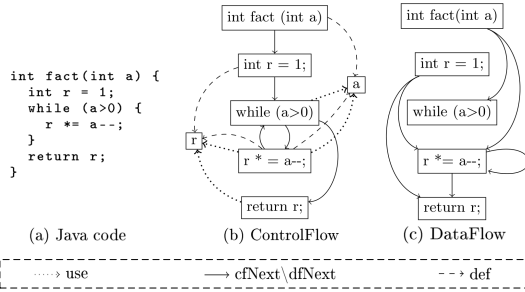 int fact(int a) {
int r = 1;
while (a>0) {
r *= a--;
}
return r;
}
(a) Java code
int fact (int a)
int r = 1;
a
while (a>0)
r
r * = a--;
return r;
(b) ControlFlow
int fact(int a)
int r = 1;
while (a>0)
r * = a--;
return r;
(c) DataFlow
use
cfNext\dfNext
def